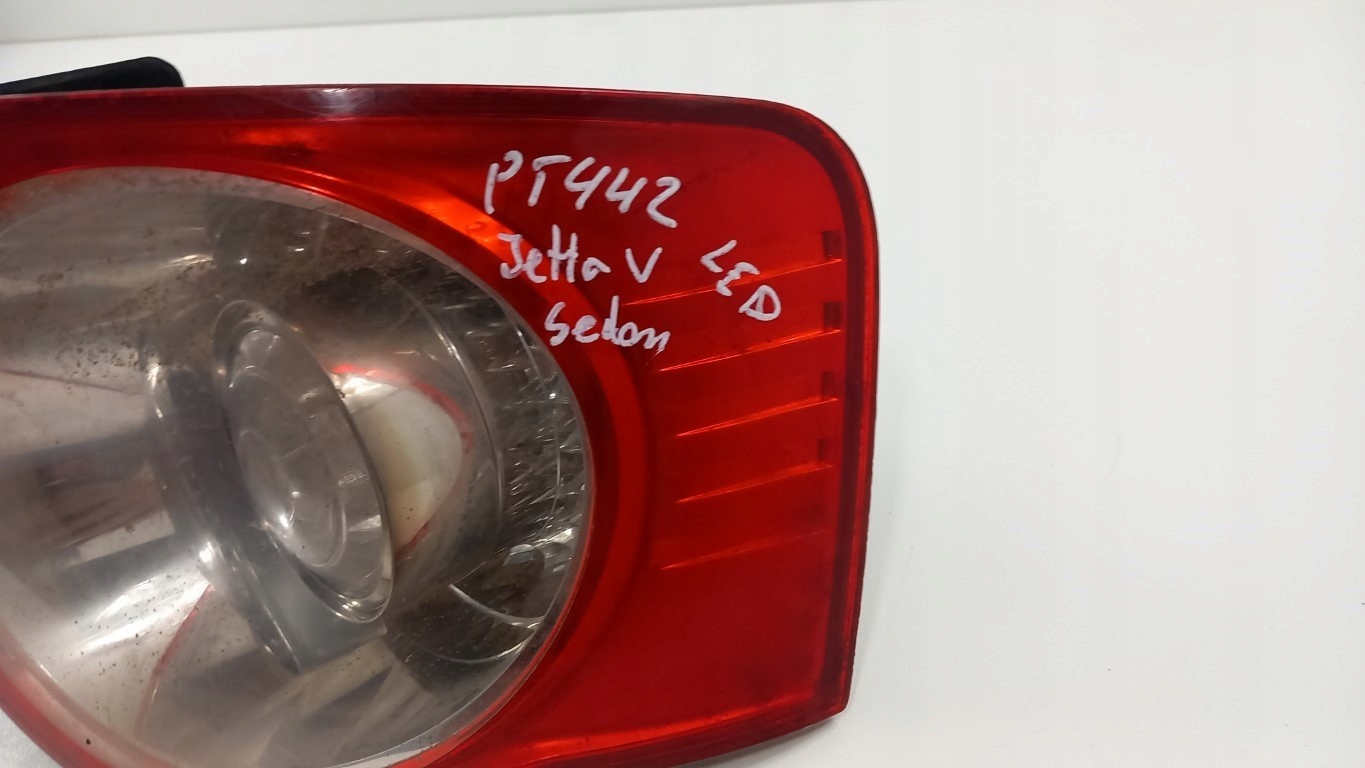 PT442
Jetta V
Sedan
LED